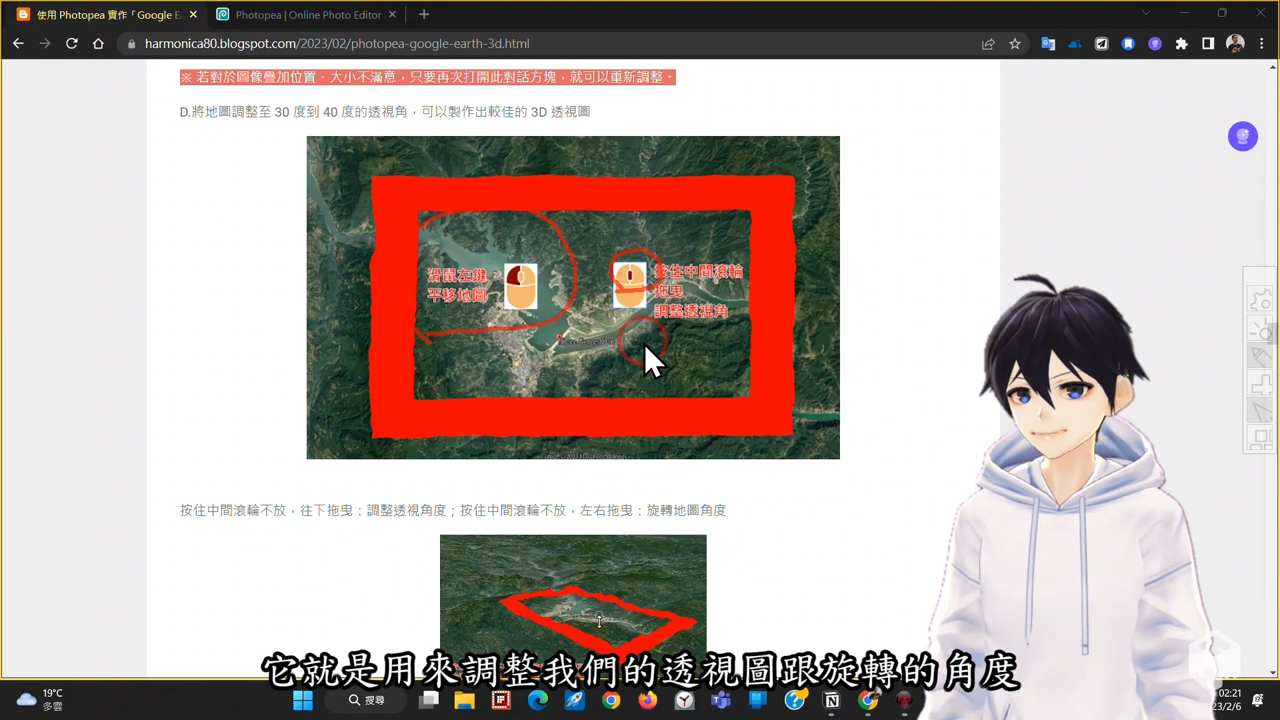 使用 Photopea 實作「Google E
Photopea | Online Photo Editor
harmonica80.blogspot.com/2023/02/photopea-google-earth-3d.html
※ 若對於圖像疊加位置、大小不滿意，只要再次打開此對話方塊，就可以重新調整。
D.將地圖調整至 30 度到 40 度的透視角，可以製作出較佳的 3D 透視圖
滑鼠左鍵
平移地圖
按住中間滾輪
拖曳
調整透視角
按住中間滾輪不放，往下拖曳：調整透視角度；按住中間滾輪不放，左右拖曳：旋轉地圖角度
它就是用來調整我們的透視圖跟旋轉的角度
19°C
多雲
搜尋
02:21
2023/2/6